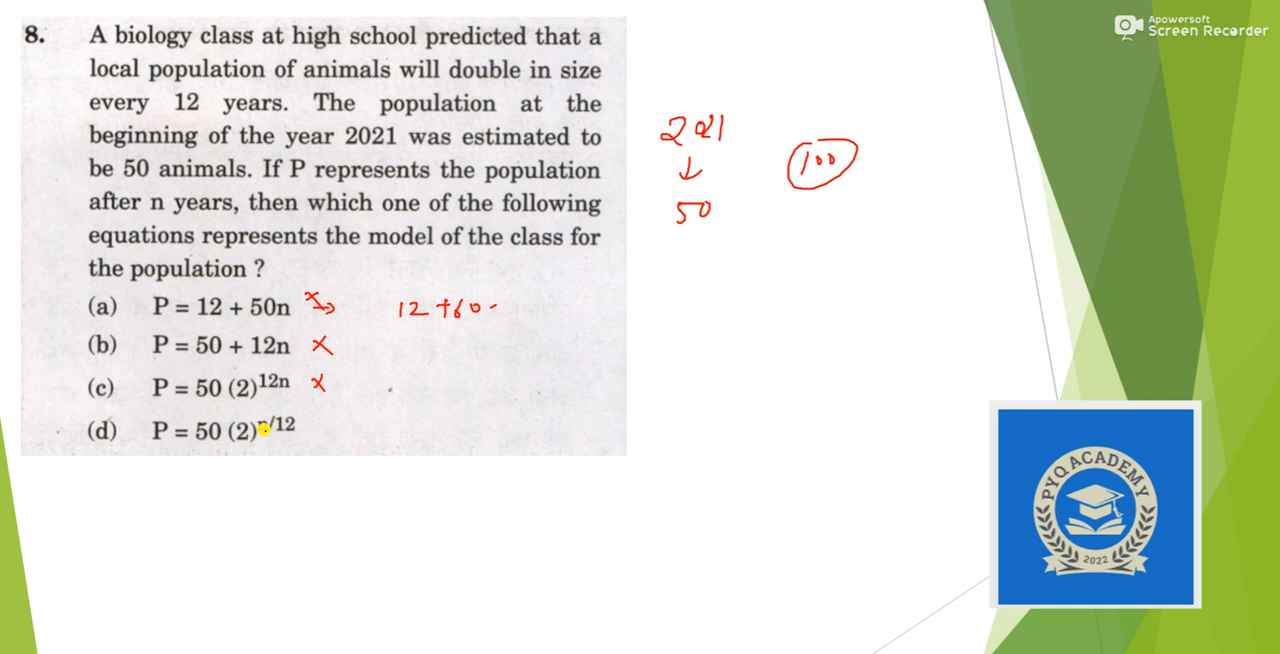 8. A biology class at high school predicted that a
local population of animals will double in size
every 12 years. The population at the
beginning of the year 2021 was estimated to
be 50 animals. If P represents the population
after n years, then which one of the following
equations represents the model of the class for
the population ?
(a) P = 12 + 50n
(b) P = 50 + 12n
(c) P = 50 (2)^12n
(d) P = 50 (2)^n/12
12 + 60
2021
↓
50
100
Apowersoft
Screen Recorder
PYQ ACADEMY
2022